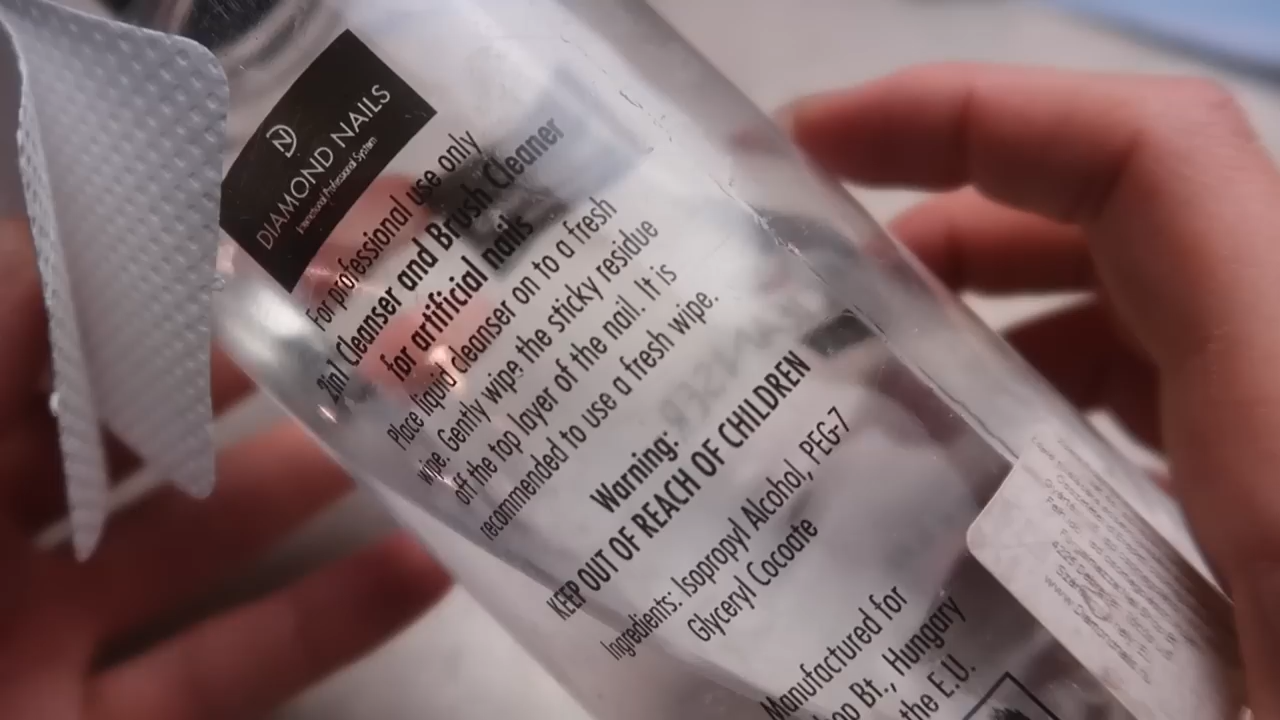 DIAMOND NAILS
International Professional System
For professional use only
2in1 Cleanser and Brush Cleaner
for artificial nails
Place liquid cleanser on to a fresh
wipe. Gently wipe the sticky residue
off the top layer of the nail. It is
recommended to use a fresh wipe.
Warning:
KEEP OUT OF REACH OF CHILDREN
Ingredients: Isopropyl Alcohol, PEG-7
Glyceryl Cocoate
Manufactured for
Bt., Hungary
the E.U.